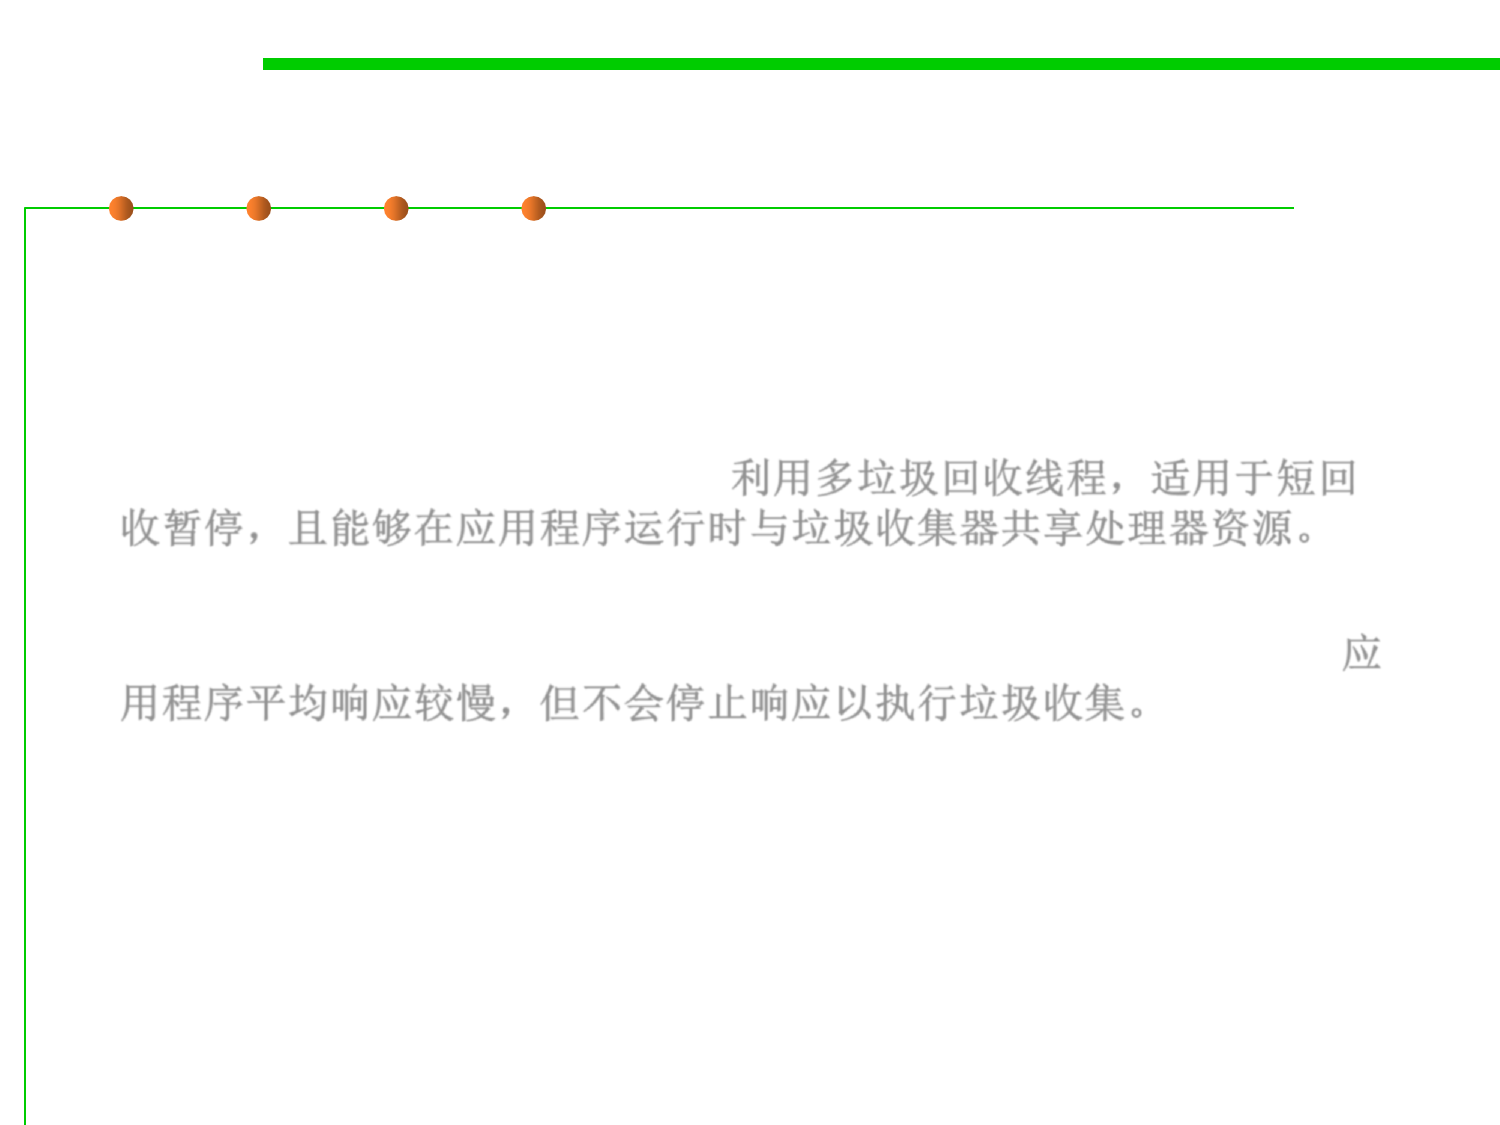 利用多垃圾回收线程，适用于短回
收暂停，且能够在应用程序运行时与垃圾收集器共享处理器资源。
应
用程序平均响应较慢，但不会停止响应以执行垃圾收集。